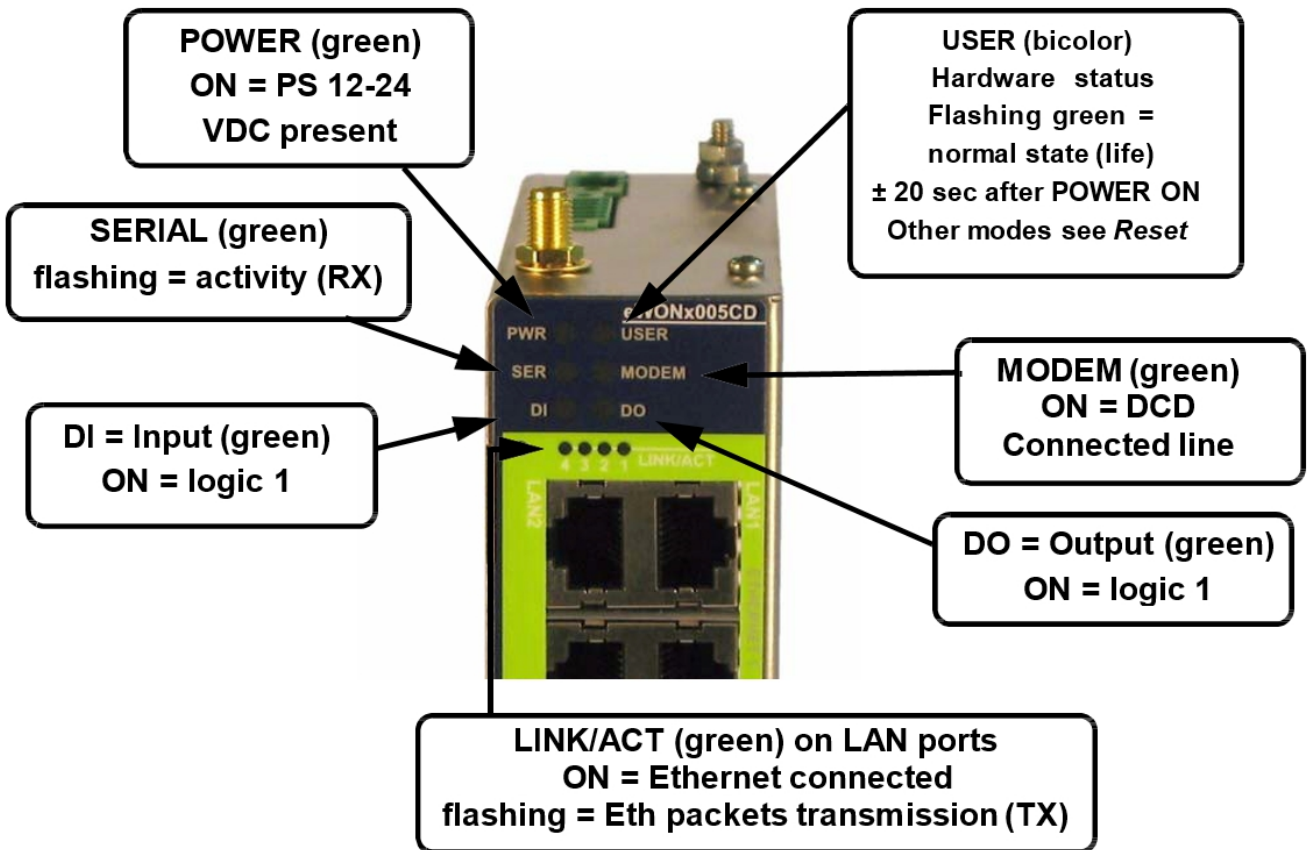 POWER (green)
ON = PS 12-24
VDC present
USER (bicolor)
Hardware status
Flashing green =
normal state (life)
± 20 sec after POWER ON
Other modes see Reset
SERIAL (green)
flashing = activity (RX)
eWONx005CD
PWR USER
SER MODEM
DI DO
4 3 2 1 LINK/ACT
LAN2 LAN1
MODEM (green)
ON = DCD
Connected line
DI = Input (green)
ON = logic 1
DO = Output (green)
ON = logic 1
LINK/ACT (green) on LAN ports
ON = Ethernet connected
flashing = Eth packets transmission (TX)